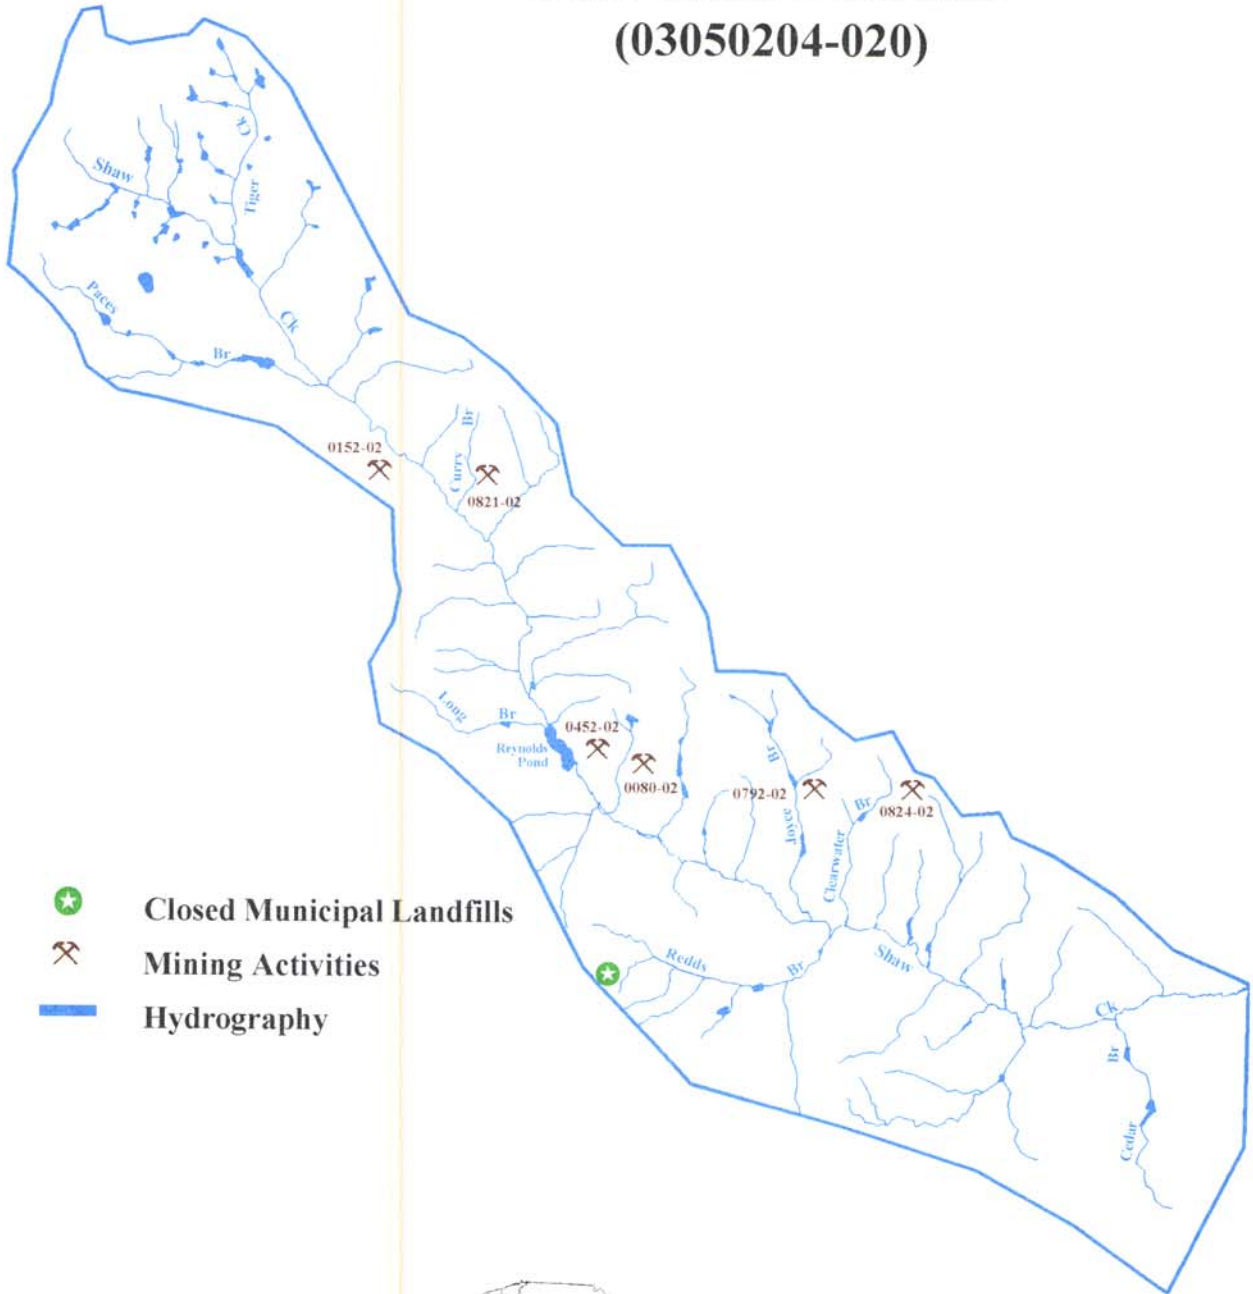 (03050204-020)
Shaw
Ck
Tiger
Paces
Br
Ck
0152-02
Br
Curry
0821-02
Long
Br
Reynolds
Pond
0452-02
0080-02
Br
0792-02
Joyce
Br
Clearwater
0824-02
Redds
Br
Shaw
Ck
Br
Cedar
Closed Municipal Landfills
Mining Activities
Hydrography